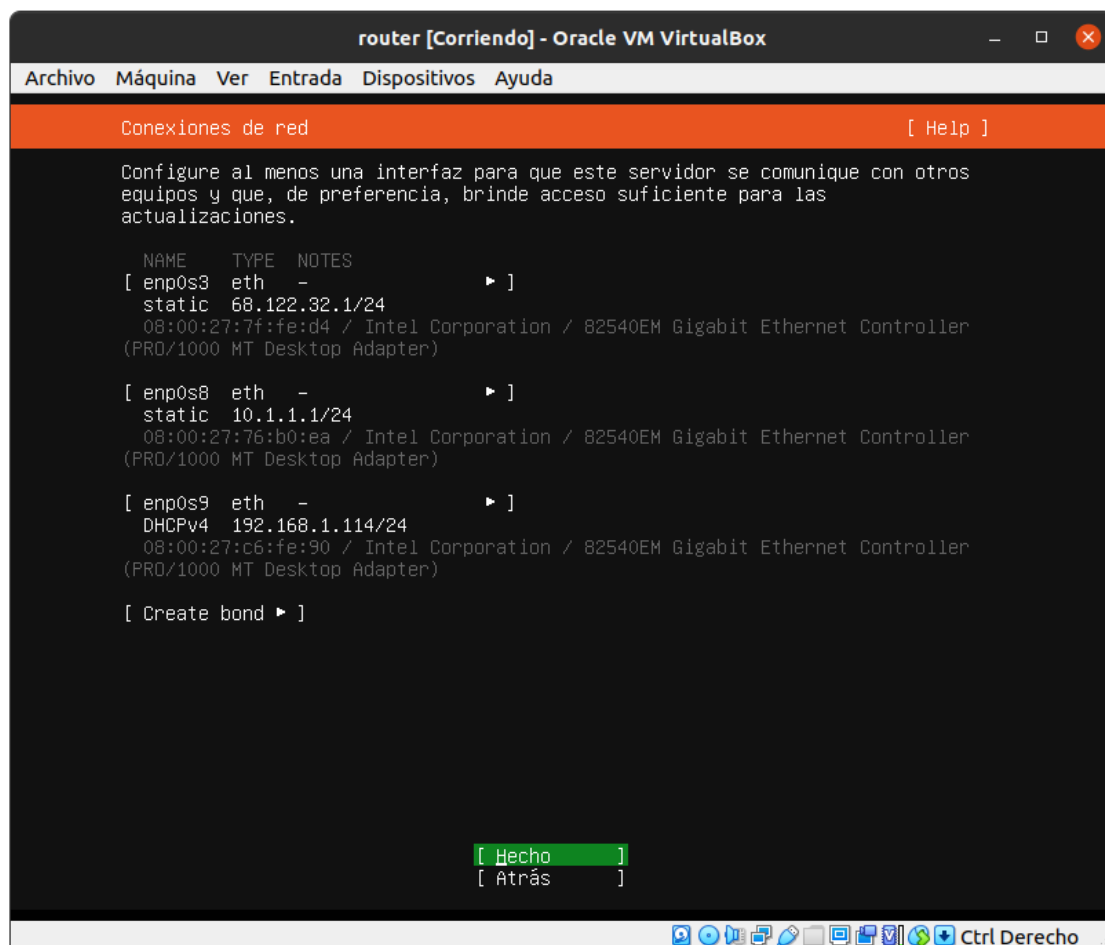 router [Corriendo] - Oracle VM VirtualBox
Archivo Máquina Ver Entrada Dispositivos Ayuda
Conexiones de red [ Help ]
Configure al menos una interfaz para que este servidor se comunique con otros
equipos y que, de preferencia, brinde acceso suficiente para las
actualizaciones.
NAME TYPE NOTES
[ enp0s3 eth – ▸ ]
static 68.122.32.1/24
08:00:27:7f:fe:d4 / Intel Corporation / 82540EM Gigabit Ethernet Controller
(PRO/1000 MT Desktop Adapter)
[ enp0s8 eth – ▸ ]
static 10.1.1.1/24
08:00:27:76:b0:ea / Intel Corporation / 82540EM Gigabit Ethernet Controller
(PRO/1000 MT Desktop Adapter)
[ enp0s9 eth – ▸ ]
DHCPv4 192.168.1.114/24
08:00:27:c6:fe:90 / Intel Corporation / 82540EM Gigabit Ethernet Controller
(PRO/1000 MT Desktop Adapter)
[ Create bond ▸ ]
[ Hecho ]
[ Atrás ]
Ctrl Derecho